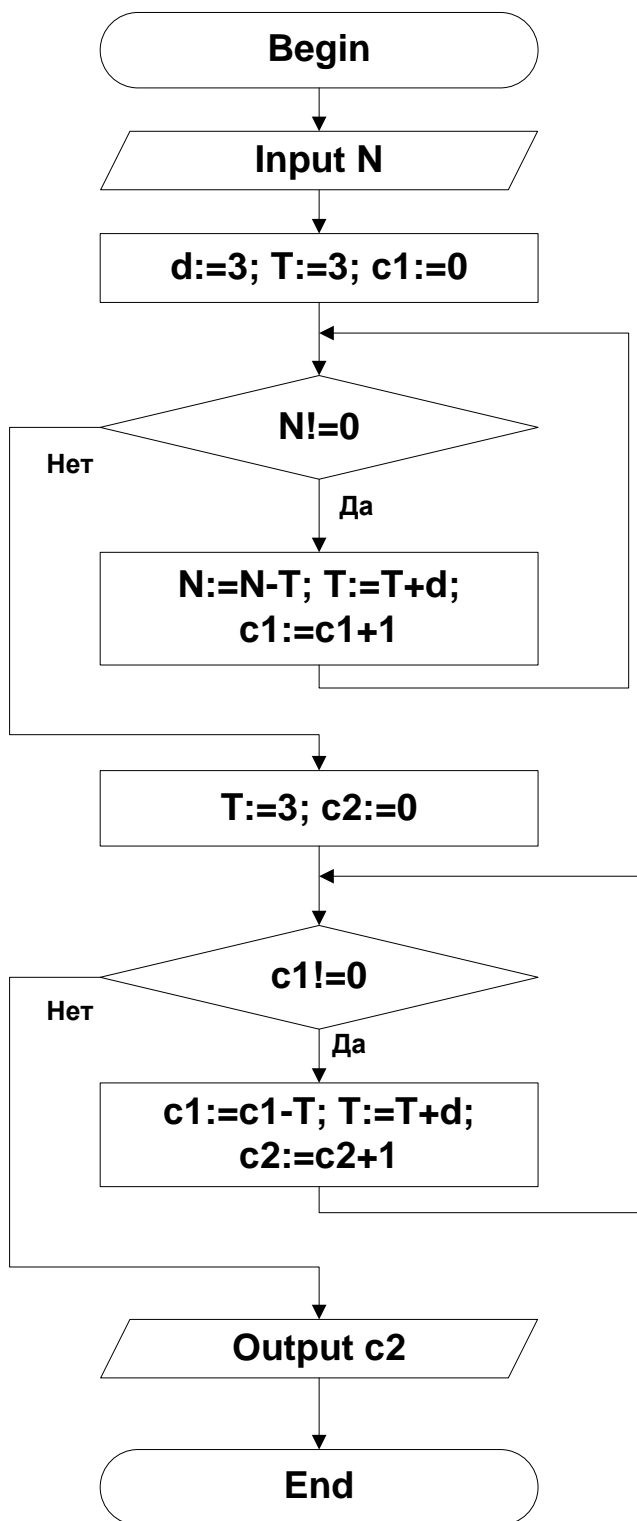 Begin
Input N
d:=3; T:=3; c1:=0
N!=0
Нет
Да
N:=N-T; T:=T+d;
c1:=c1+1
T:=3; c2:=0
c1!=0
Нет
Да
c1:=c1-T; T:=T+d;
c2:=c2+1
Output c2
End